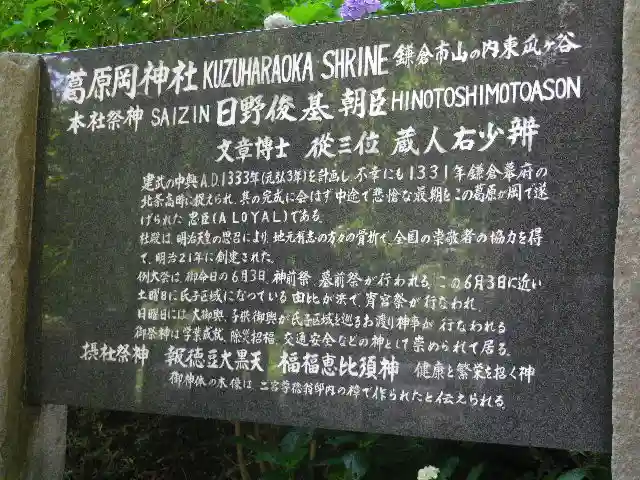 葛原岡神社 KUZUHARAOKA SHRINE 鎌倉市山の内東瓜ヶ谷
本社祭神 SAIZIN 日野俊基 朝臣 HINOTOSHIMOTOASON
文章博士 従三位 蔵人右少辨
建武の中興A.D.1333年(元弘3年)を計画し、不幸にも1331年鎌倉幕府の
北条高時に捉えられ、其の完成に会はず中途で悲愴な最期をこの葛原が岡で遂
げられた 忠臣(A LOYAL)である。
社殿は、明治天皇の思召により、地元有志の方々の骨折で、全国の崇敬者の協力を得
て、明治21年に創建された。
例大祭は、御命日の6月3日、神前祭、墓前祭が行われる。この6月3日に近い
土曜日に氏子区域になっている 由比が浜で、宵宮祭が行なわれ、
日曜日には、大御輿、子供御輿が氏子区域を巡るお渡り神事が 行なわれる
御祭神は学業成就、除災招福、交通安全などの神として崇められて居る。
摂社祭神 報徳豆大黒天 福福恵比須神 健康と繁栄を招く神
御神体の木像は、二宮尊徳翁邸内の樟で作られたと伝えられる。